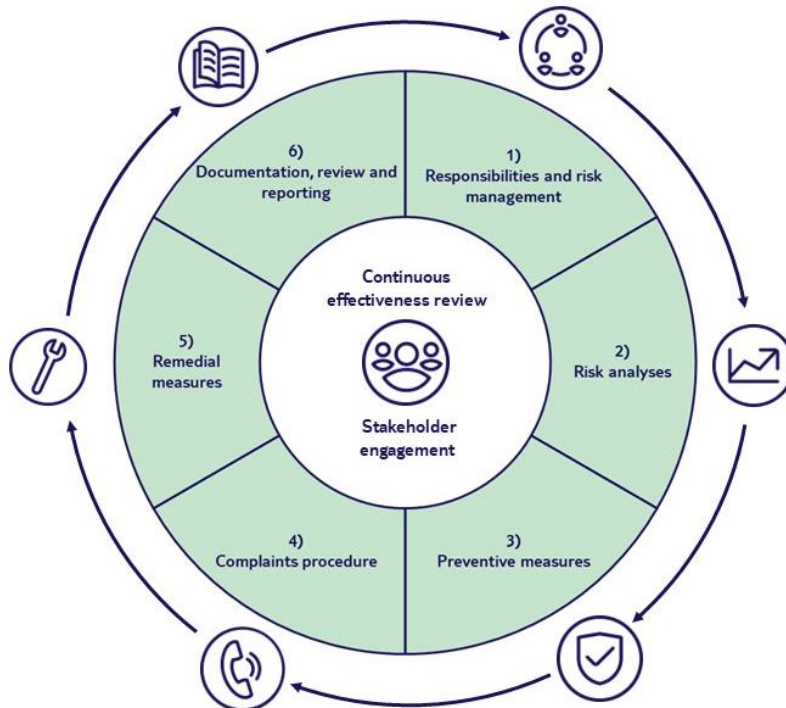 1)
Responsibilities and risk
management
2)
Risk analyses
3)
Preventive measures
4)
Complaints procedure
5)
Remedial
measures
6)
Documentation, review and
reporting
Continuous
effectiveness review
Stakeholder
engagement